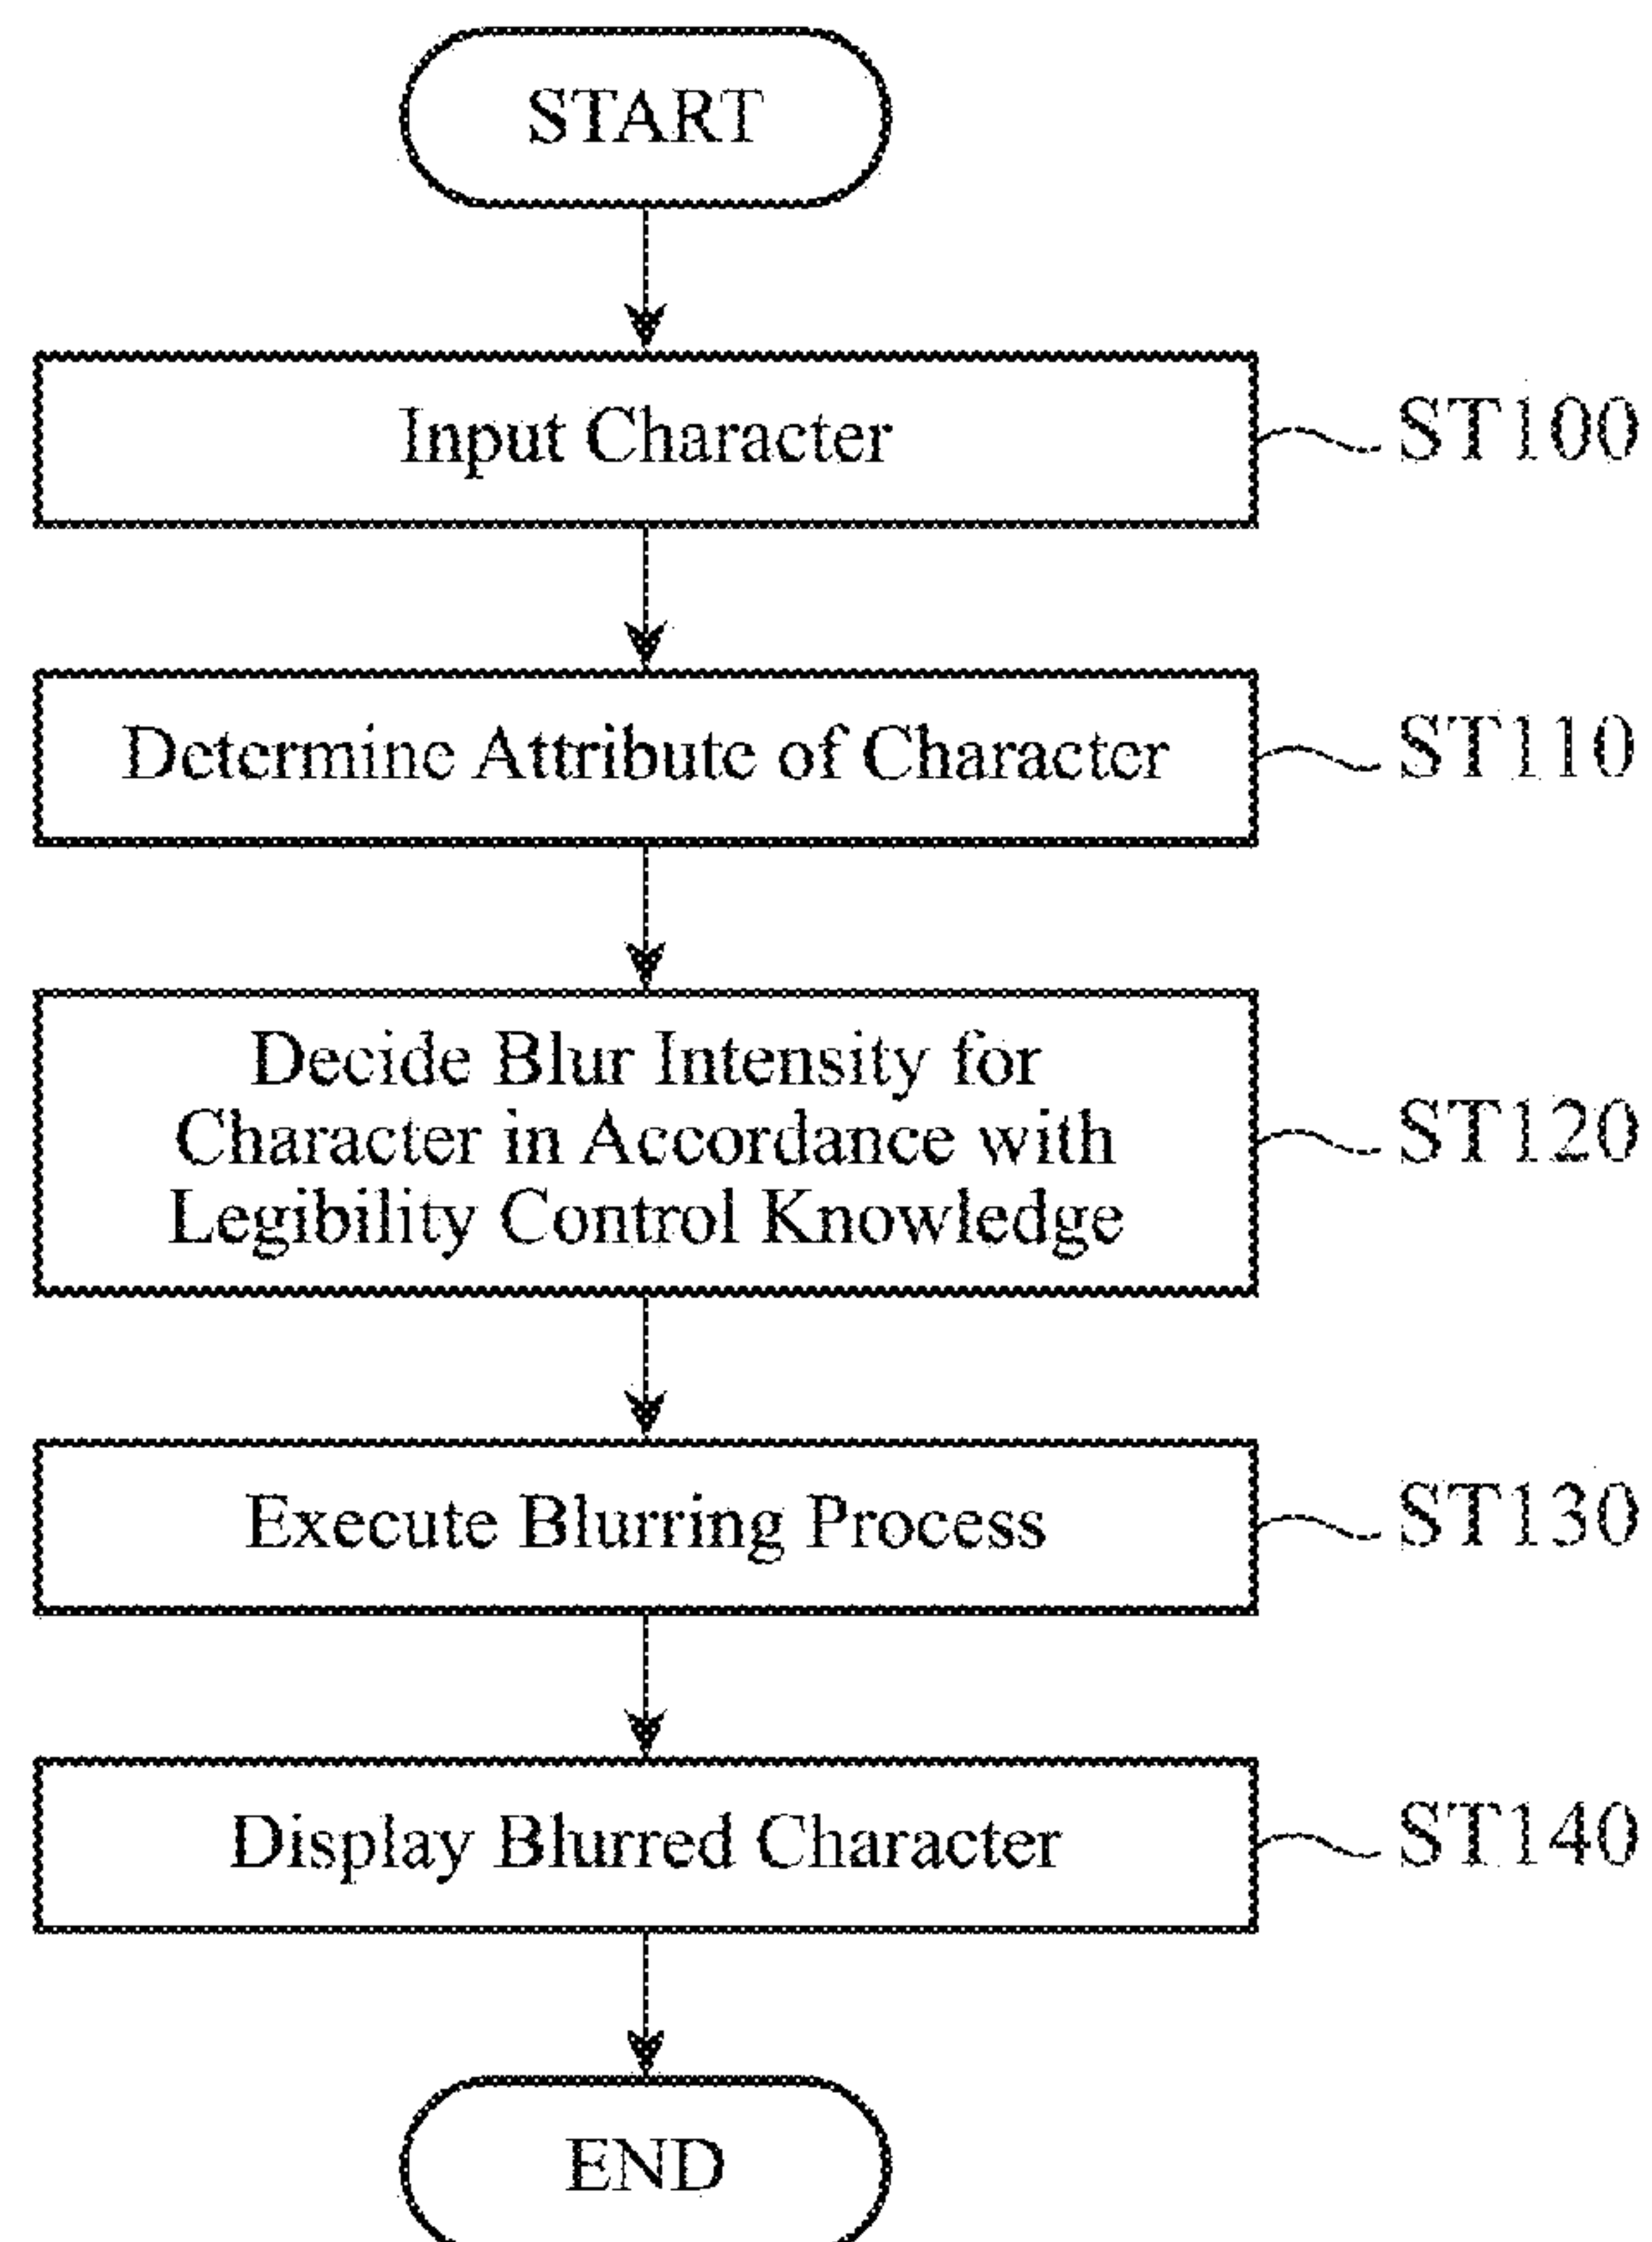 START
Input Character
ST100
Determine Attribute of Character
ST110
Decide Blur Intensity for
Character in Accordance with
Legibility Control Knowledge
ST120
Execute Blurring Process
ST130
Display Blurred Character
ST140
END